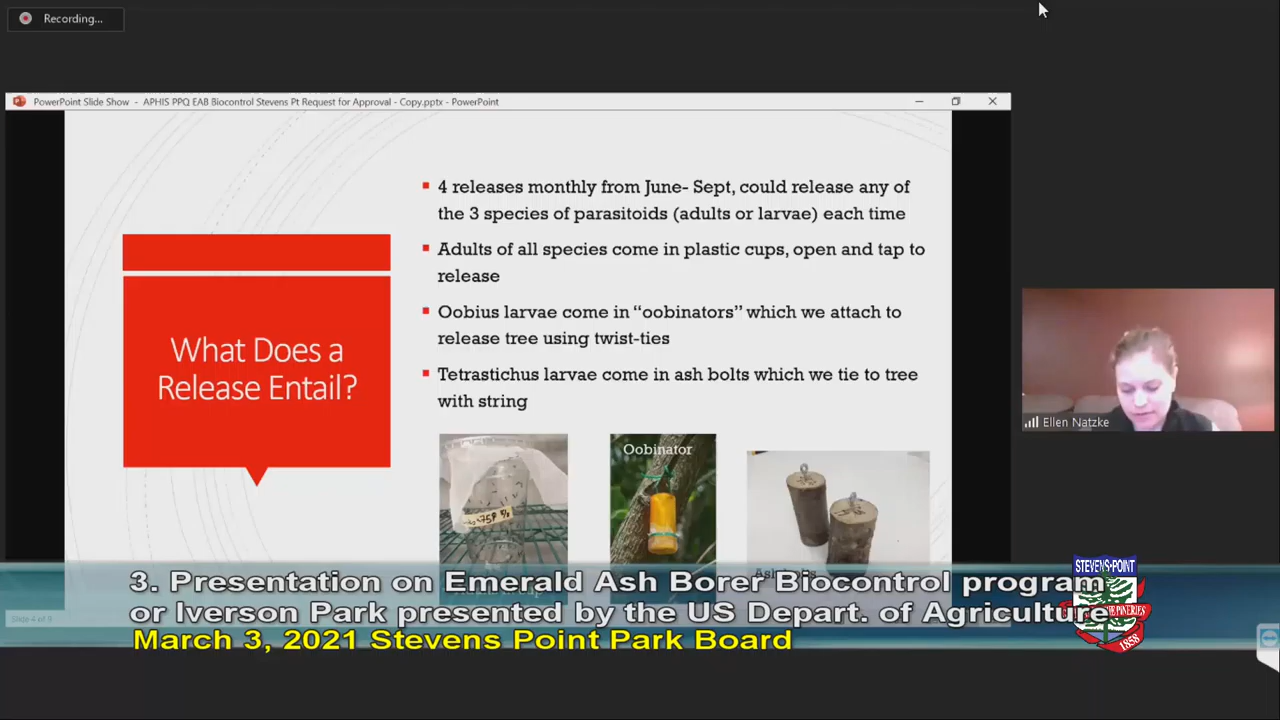 Recording...
PowerPoint Slide Show - APHIS PPQ EAB Biocontrol Stevens Pt Request for Approval - Copy.pptx - PowerPoint
What Does a
Release Entail?
4 releases monthly from June- Sept, could release any of
the 3 species of parasitoids (adults or larvae) each time
Adults of all species come in plastic cups, open and tap to
release
Oobius larvae come in “oobinators” which we attach to
release tree using twist-ties
Tetrastichus larvae come in ash bolts which we tie to tree
with string
Oobinator
Ellen Natzke
3. Presentation on Emerald Ash Borer Biocontrol program
or Iverson Park presented by the US Depart. of Agriculture
March 3, 2021 Stevens Point Park Board
STEVENS POINT
1858
Slide 4 of 9